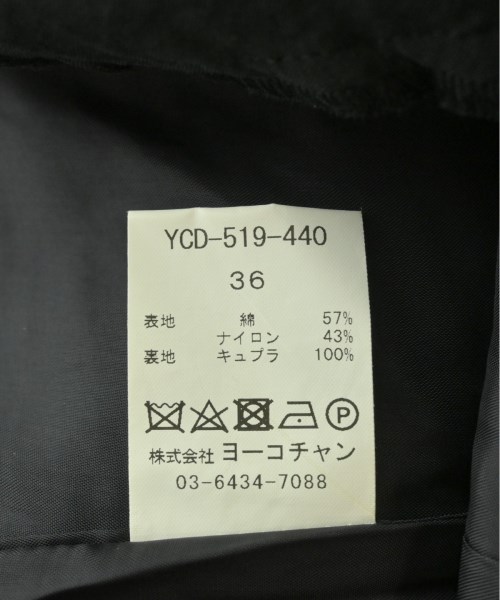 YCD-519-440
36
表地 綿 57%
ナイロン 43%
裏地 キュプラ 100%
P
株式会社 ヨーコチャン
03-6434-7088